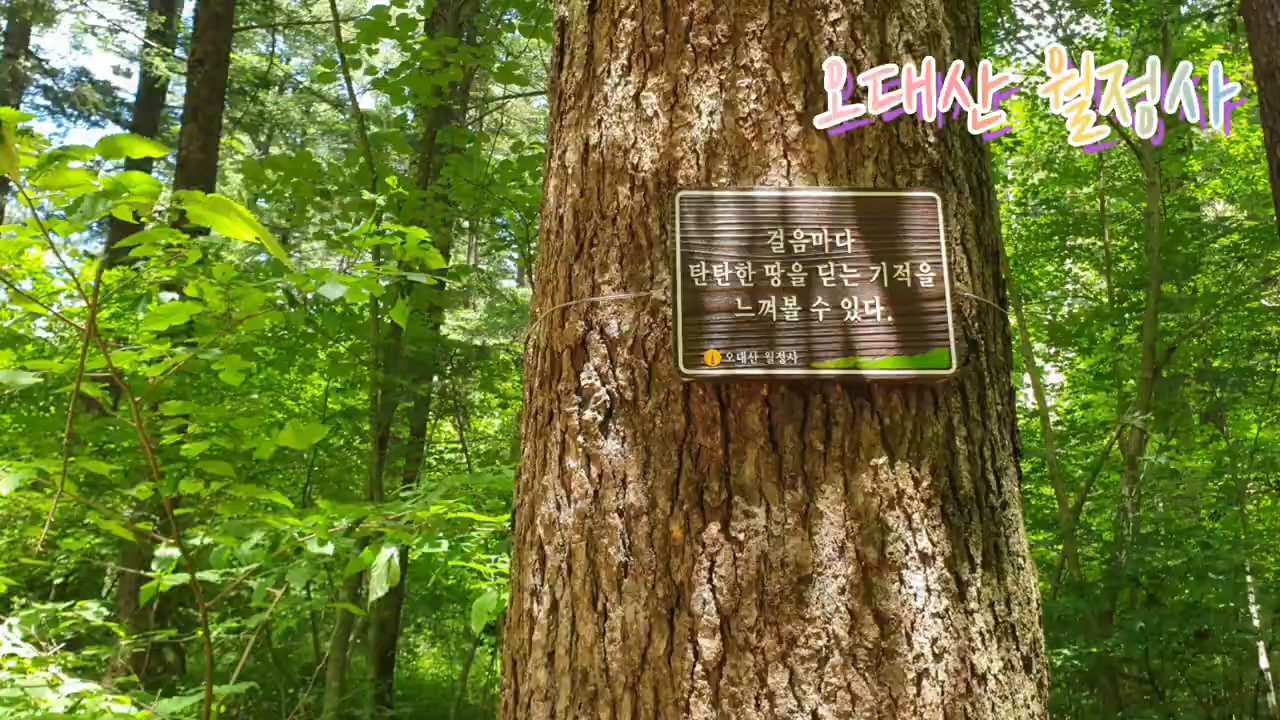 오대산 월정사
걸음마다
탄탄한 땅을 딛는 기적을
느껴볼 수 있다.
오대산 월정사